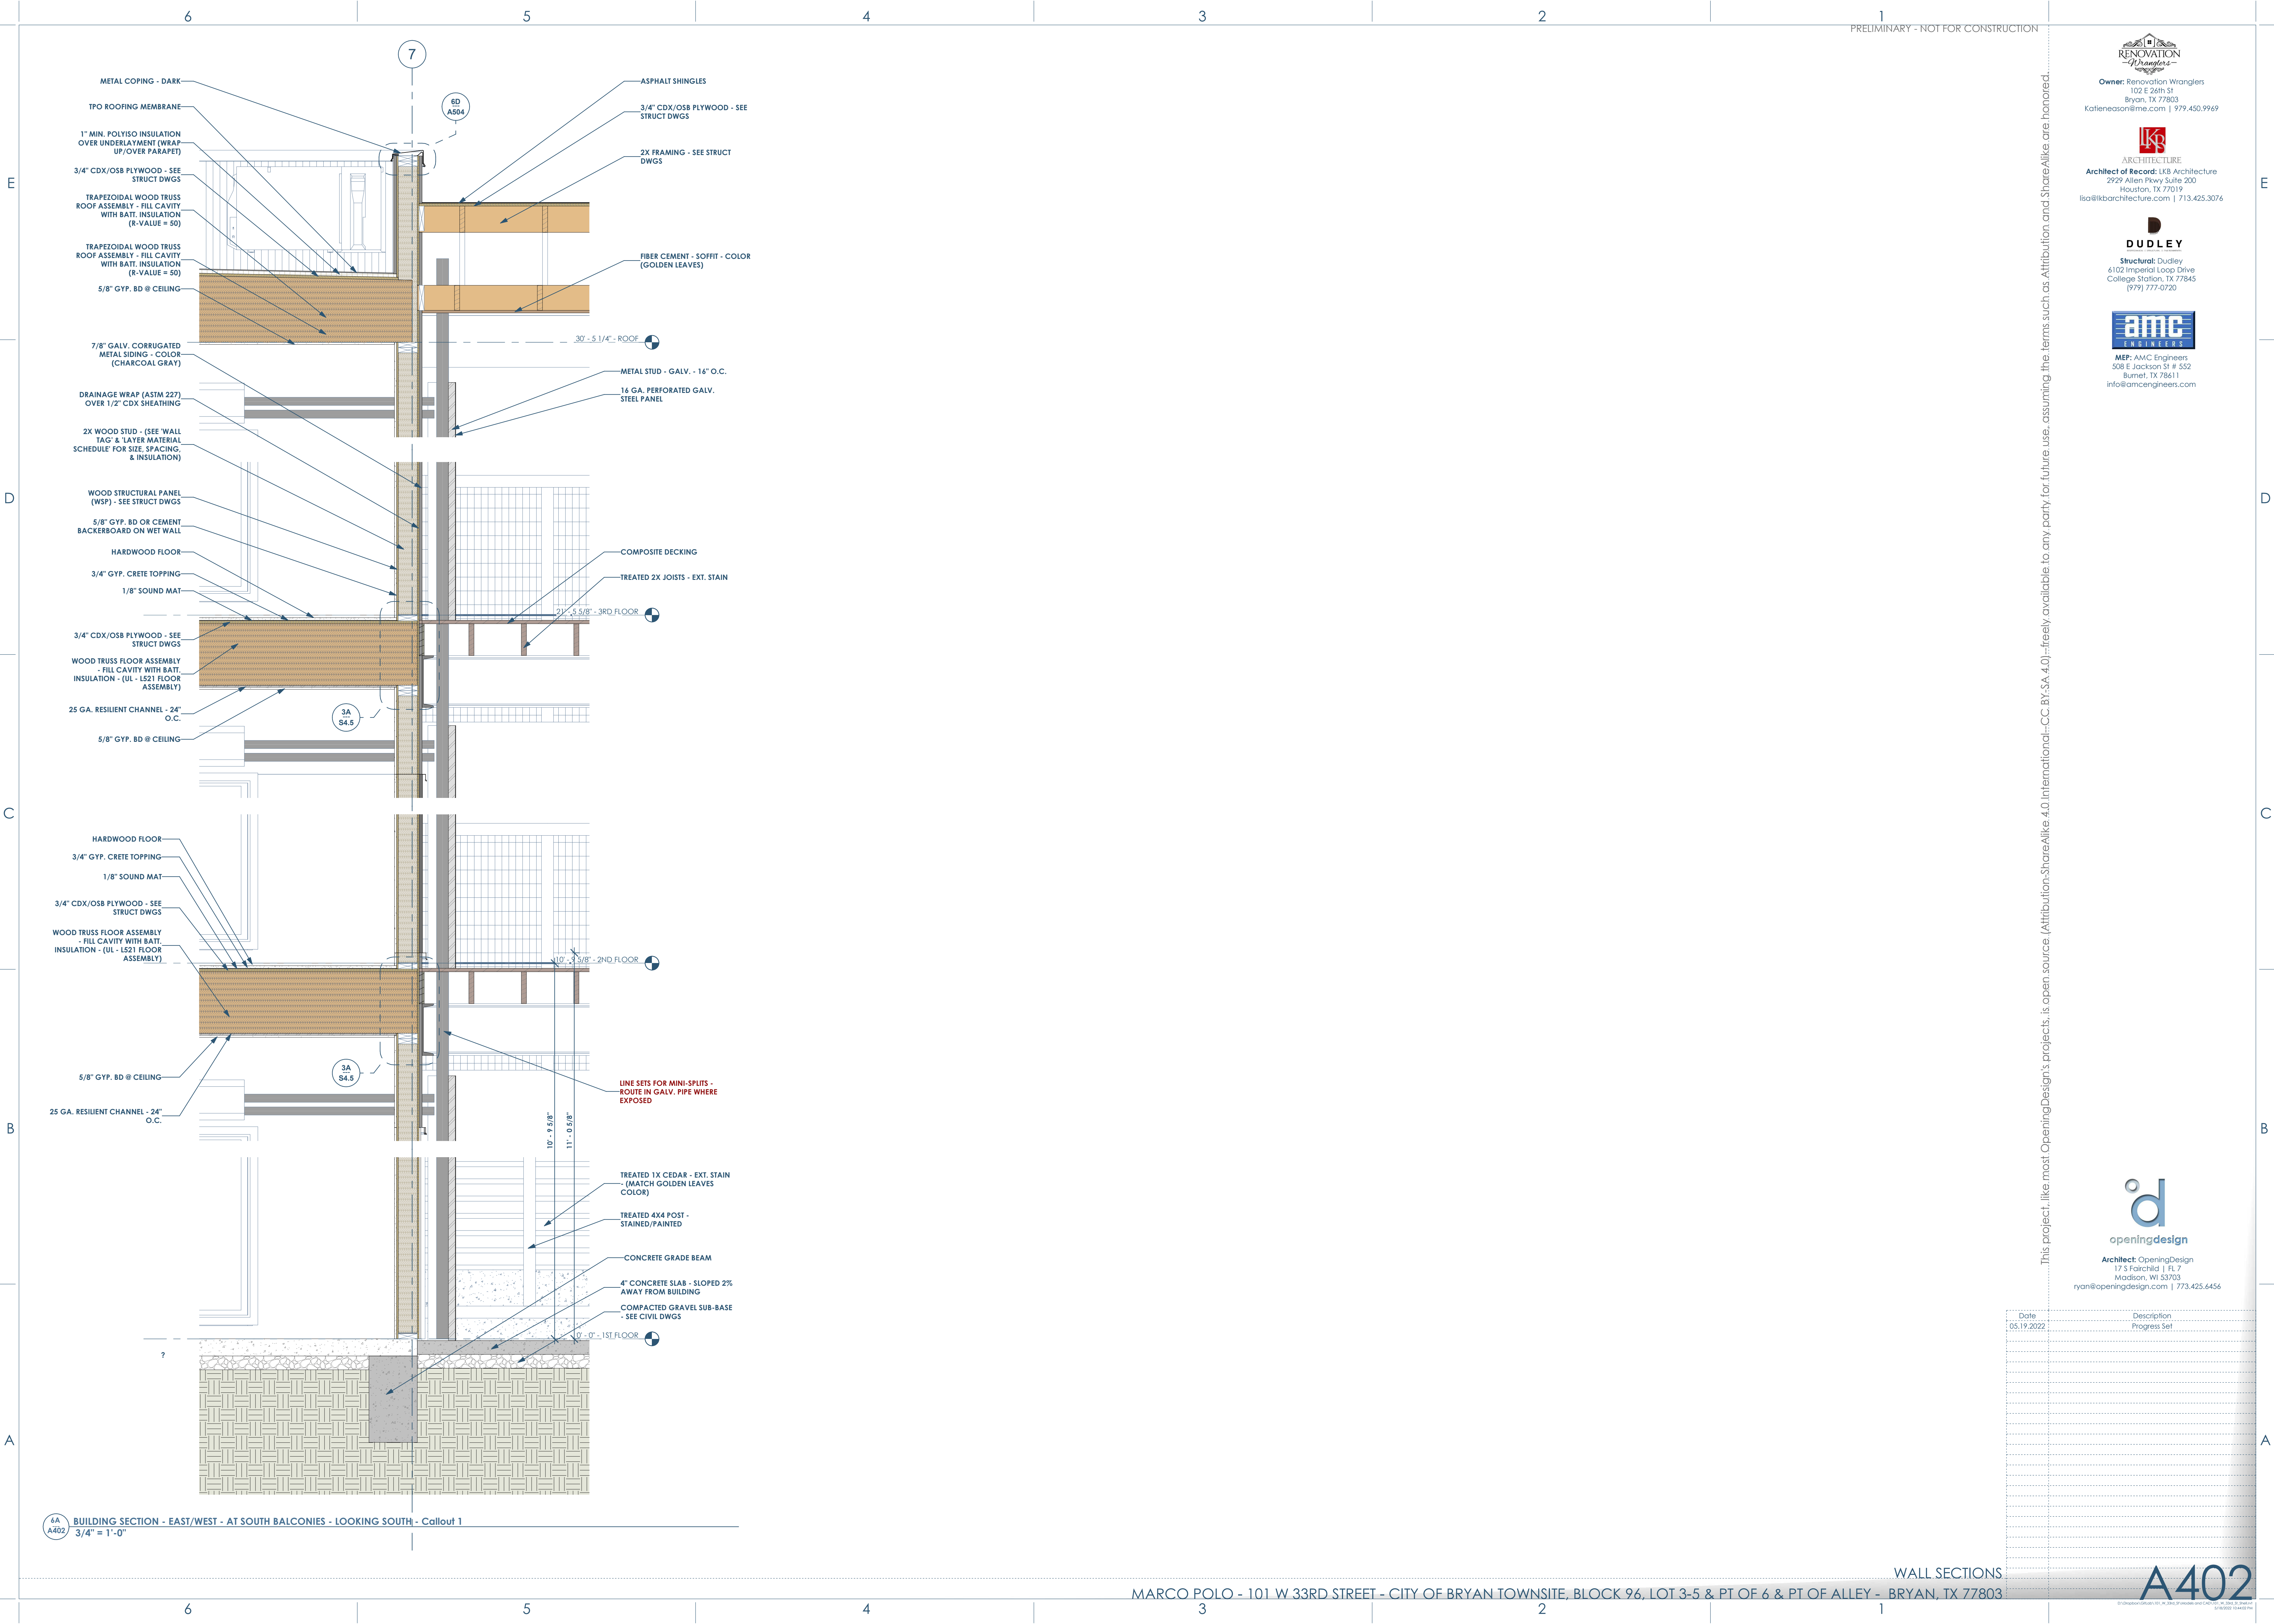 6 5 4 3 2 1
PRELIMINARY - NOT FOR CONSTRUCTION
7
METAL COPING - DARK
TPO ROOFING MEMBRANE
1" MIN. POLYISO INSULATION
OVER UNDERLAYMENT (WRAP
UP/OVER PARAPET)
3/4" CDX/OSB PLYWOOD - SEE
STRUCT DWGS
TRAPEZOIDAL WOOD TRUSS
ROOF ASSEMBLY - FILL CAVITY
WITH BATT. INSULATION
(R-VALUE = 50)
TRAPEZOIDAL WOOD TRUSS
ROOF ASSEMBLY - FILL CAVITY
WITH BATT. INSULATION
(R-VALUE = 50)
5/8" GYP. BD @ CEILING
7/8" GALV. CORRUGATED
METAL SIDING - COLOR
(CHARCOAL GRAY)
DRAINAGE WRAP (ASTM 227)
OVER 1/2" CDX SHEATHING
2X WOOD STUD - (SEE 'WALL
TAG' & 'LAYER MATERIAL
SCHEDULE' FOR SIZE, SPACING,
& INSULATION)
WOOD STRUCTURAL PANEL
(WSP) - SEE STRUCT DWGS
5/8" GYP. BD OR CEMENT
BACKERBOARD ON WET WALL
HARDWOOD FLOOR
3/4" GYP. CRETE TOPPING
1/8" SOUND MAT
3/4" CDX/OSB PLYWOOD - SEE
STRUCT DWGS
WOOD TRUSS FLOOR ASSEMBLY
- FILL CAVITY WITH BATT.
INSULATION - (UL - L521 FLOOR
ASSEMBLY)
25 GA. RESILIENT CHANNEL - 24"
O.C.
5/8" GYP. BD @ CEILING
HARDWOOD FLOOR
3/4" GYP. CRETE TOPPING
1/8" SOUND MAT
3/4" CDX/OSB PLYWOOD - SEE
STRUCT DWGS
WOOD TRUSS FLOOR ASSEMBLY
- FILL CAVITY WITH BATT.
INSULATION - (UL - L521 FLOOR
ASSEMBLY)
5/8" GYP. BD @ CEILING
25 GA. RESILIENT CHANNEL - 24"
O.C.
?
6D
A504
3A
S4.5
3A
S4.5
ASPHALT SHINGLES
3/4" CDX/OSB PLYWOOD - SEE
STRUCT DWGS
2X FRAMING - SEE STRUCT
DWGS
FIBER CEMENT - SOFFIT - COLOR
(GOLDEN LEAVES)
30' - 5 1/4" - ROOF
METAL STUD - GALV. - 16" O.C.
16 GA. PERFORATED GALV.
STEEL PANEL
COMPOSITE DECKING
TREATED 2X JOISTS - EXT. STAIN
21' - 5 5/8" - 3RD FLOOR
10' - 9 5/8" - 2ND FLOOR
LINE SETS FOR MINI-SPLITS -
ROUTE IN GALV. PIPE WHERE
EXPOSED
10' - 9 5/8"
11' - 0 5/8"
TREATED 1X CEDAR - EXT. STAIN
- (MATCH GOLDEN LEAVES
COLOR)
TREATED 4X4 POST -
STAINED/PAINTED
CONCRETE GRADE BEAM
4" CONCRETE SLAB - SLOPED 2%
AWAY FROM BUILDING
COMPACTED GRAVEL SUB-BASE
- SEE CIVIL DWGS
0' - 0" - 1ST FLOOR
6A
A402
BUILDING SECTION - EAST/WEST - AT SOUTH BALCONIES - LOOKING SOUTH - Callout 1
3/4" = 1'-0"
E
D
C
B
A
E
D
C
B
A
This project, like most OpeningDesign's projects, is open source (Attribution-ShareAlike 4.0 International--CC BY-SA 4.0)--freely available to any party for future use, assuming the terms such as Attribution and ShareAlike are honored.
RENOVATION
Wranglers
Owner: Renovation Wranglers
102 E 26th St
Bryan, TX 77803
Katieneason@me.com | 979.450.9969
LKB
ARCHITECTURE
Architect of Record: LKB Architecture
2929 Allen Pkwy Suite 200
Houston, TX 77019
lisa@lkbarchitecture.com | 713.425.3076
DUDLEY
Structural: Dudley
6102 Imperial Loop Drive
College Station, TX 77845
(979) 777-0720
amc
ENGINEERS
MEP: AMC Engineers
508 E Jackson St # 552
Burnet, TX 78611
info@amcengineers.com
openingdesign
Architect: OpeningDesign
17 S Fairchild | FL 7
Madison, WI 53703
ryan@openingdesign.com | 773.425.6456
Date Description
05.19.2022 Progress Set
WALL SECTIONS
MARCO POLO - 101 W 33RD STREET - CITY OF BRYAN TOWNSITE, BLOCK 96, LOT 3-5 & PT OF 6 & PT OF ALLEY - BRYAN, TX 77803
A402
6 5 4 3 2 1